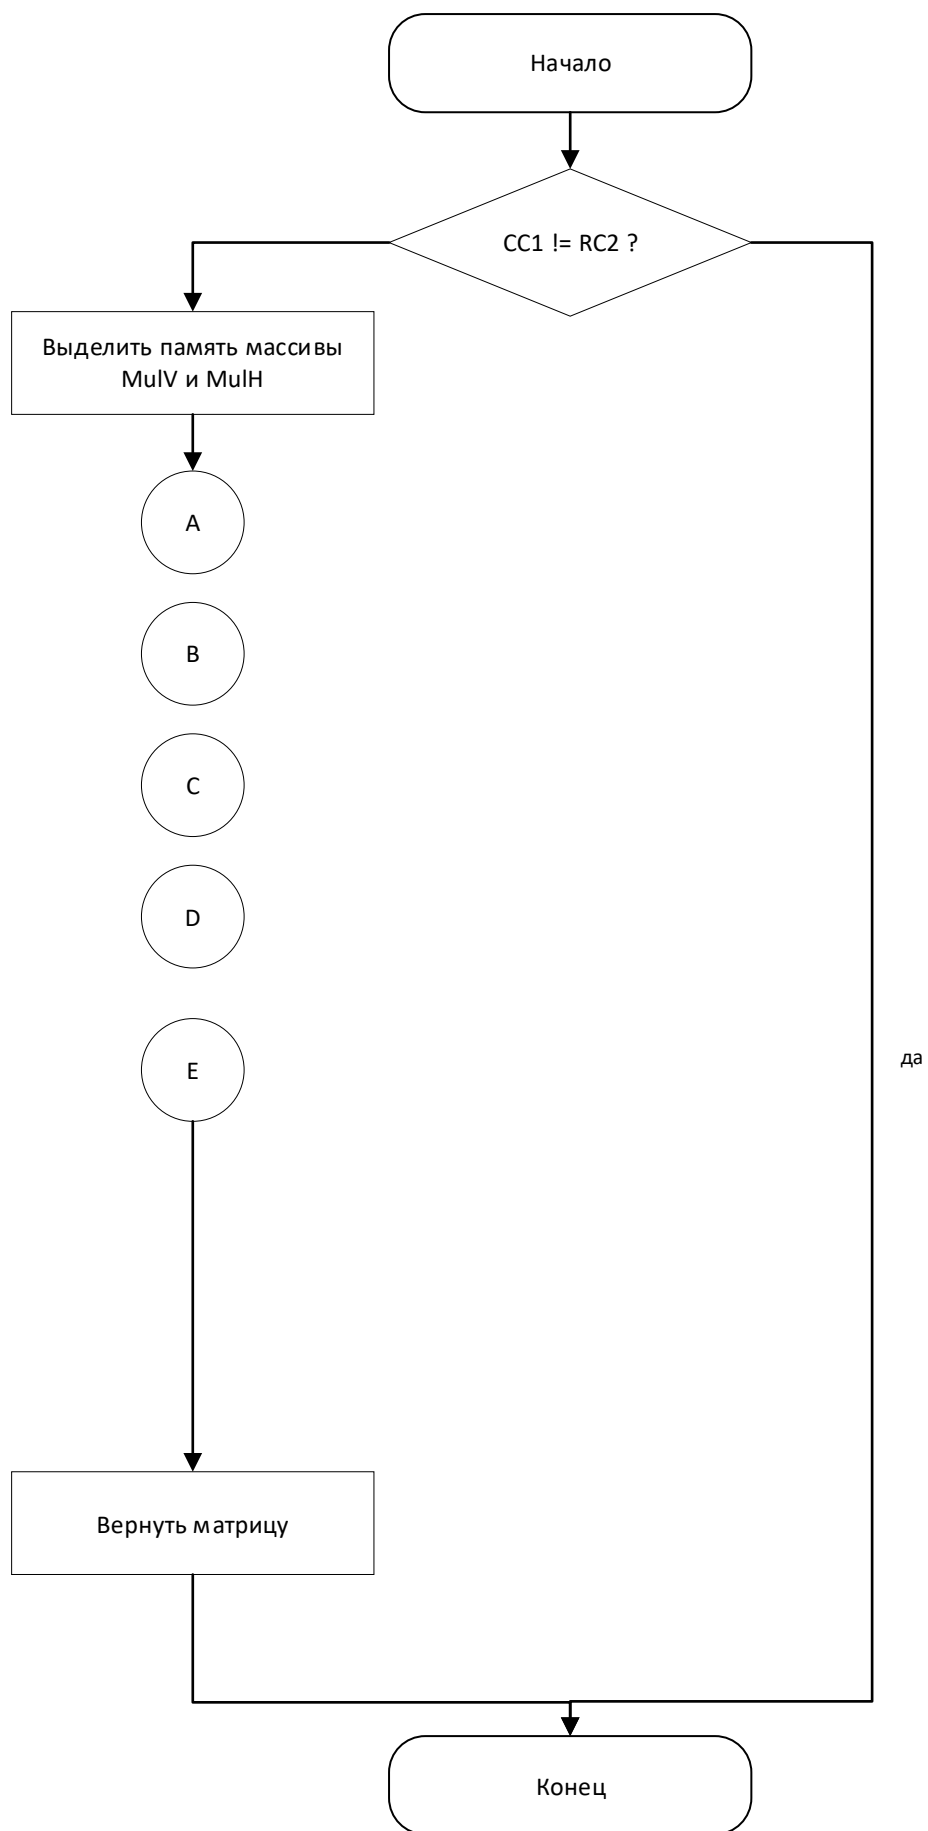 Начало
CC1 != RC2 ?
Выделить память массивы
MulV и MulH
A
B
C
D
E
да
Вернуть матрицу
Конец